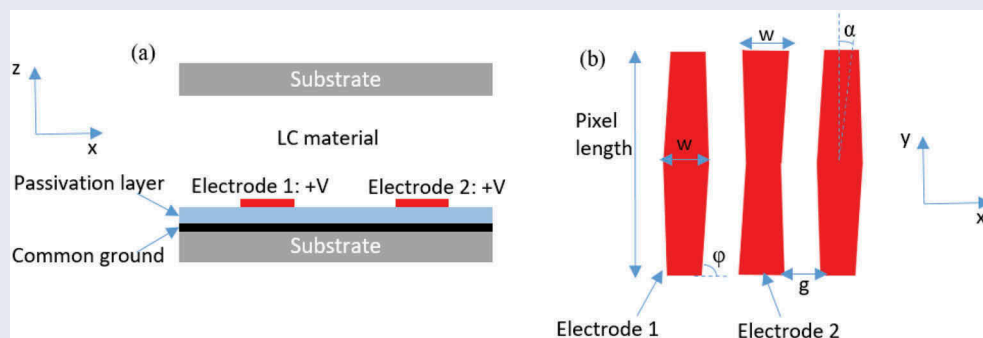 (a)
z
x
Substrate
LC material
Passivation layer
Electrode 1: +V
Electrode 2: +V
Common ground
Substrate
(b)
w
α
Pixel
length
w
y
x
φ
g
Electrode 1
Electrode 2